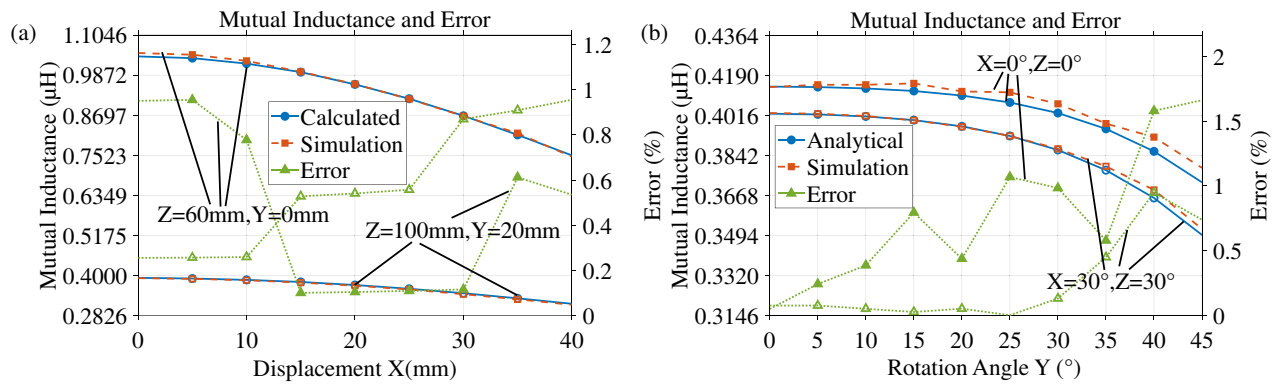 (a)
Mutual Inductance and Error
1.1046
0.9872
0.8697
0.7523
0.6349
0.5175
0.4000
0.2826
Mutual Inductance (μH)
Calculated
Simulation
Error
Z=60mm,Y=0mm
Z=100mm,Y=20mm
1.2
1
0.8
0.6
0.4
0.2
0
Error (%)
0 10 20 30 40
Displacement X(mm)
(b)
Mutual Inductance and Error
0.4364
0.4190
0.4016
0.3842
0.3668
0.3494
0.3320
0.3146
Mutual Inductance (μH)
X=0°,Z=0°
Analytical
Simulation
Error
X=30°,Z=30°
2
1.5
1
0.5
0
Error (%)
0 5 10 15 20 25 30 35 40 45
Rotation Angle Y (°)